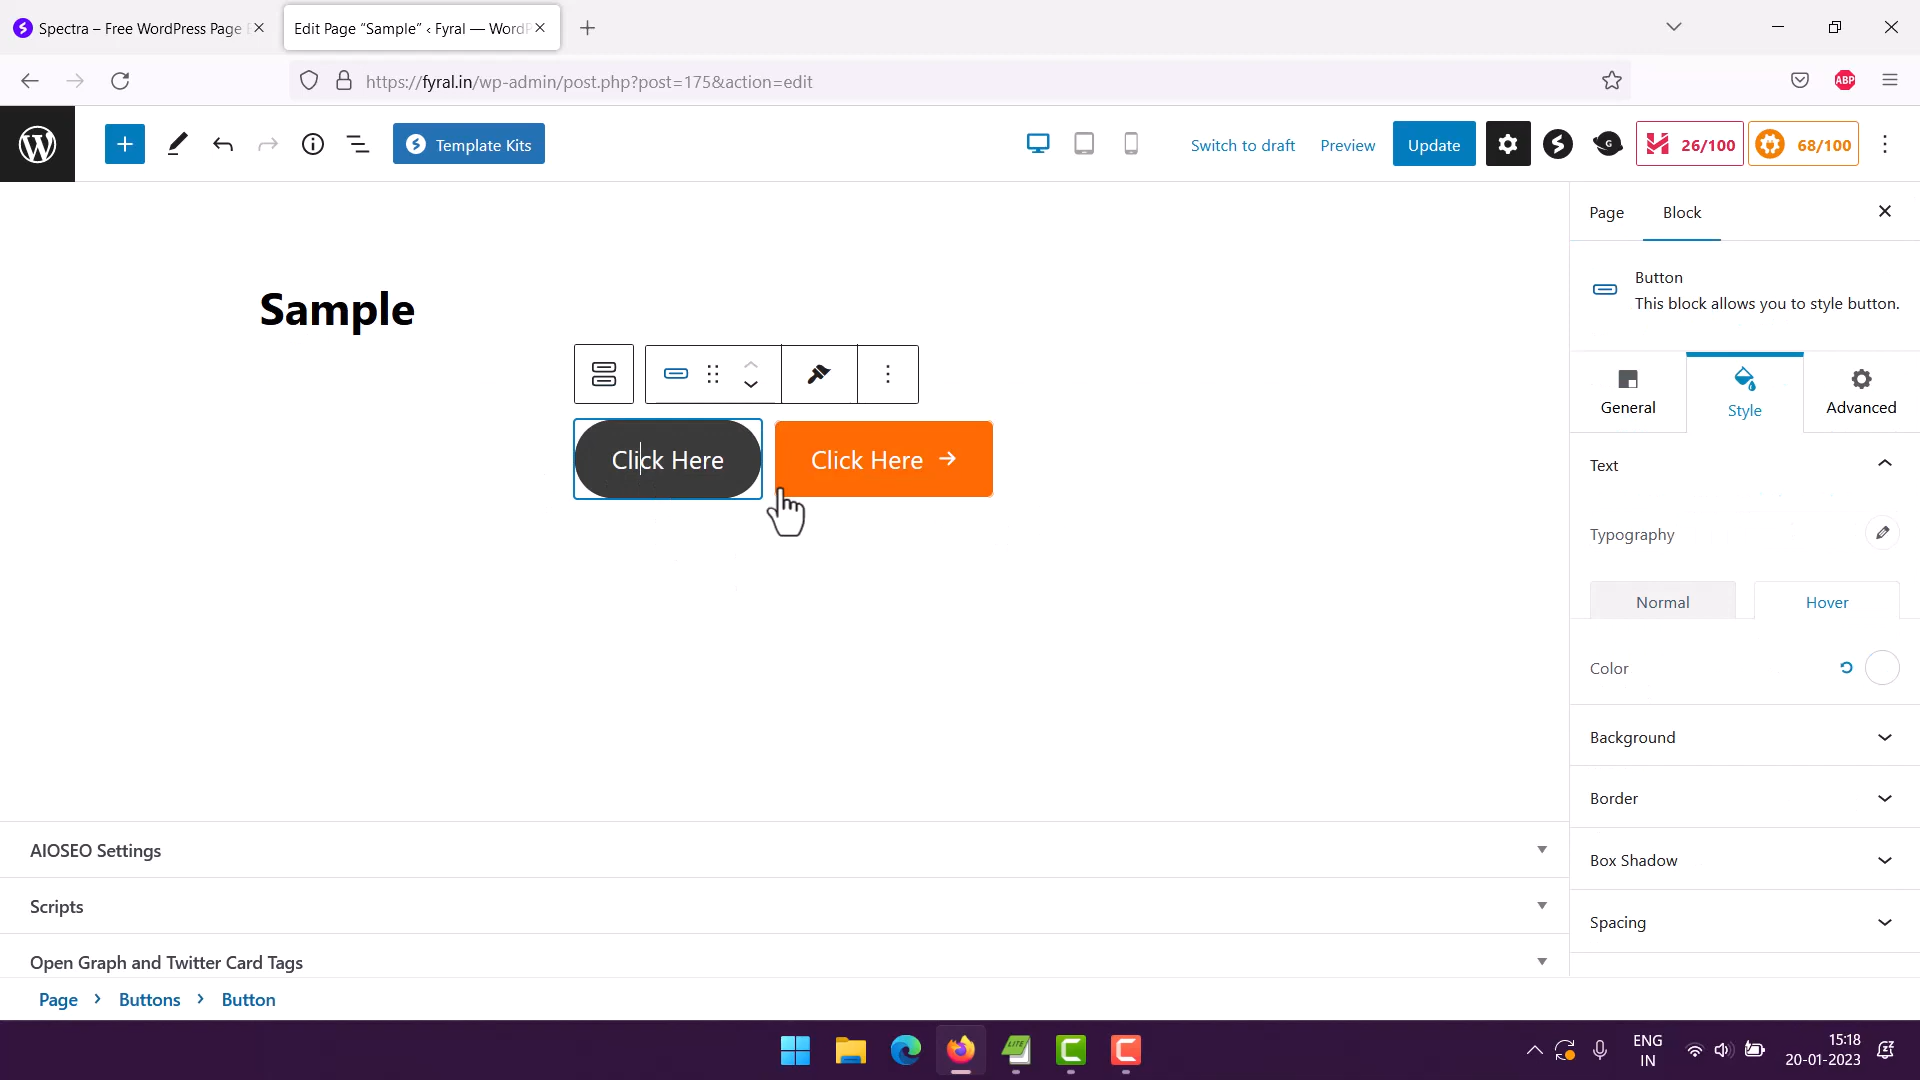 Spectra – Free WordPress Page
Edit Page “Sample” ‹ Fyral — WordP
https://fyral.in/wp-admin/post.php?post=175&action=edit
ABP
Template Kits
Switch to draft
Preview
Update
G
26/100
68/100
Page
Block
Button
This block allows you to style button.
Sample
General
Style
Advanced
Click Here
Click Here →
Text
Typography
Normal
Hover
Color
Background
Border
Box Shadow
Spacing
AIOSEO Settings
Scripts
Open Graph and Twitter Card Tags
Page › Buttons › Button
LITE
ENG
IN
15:18
20-01-2023